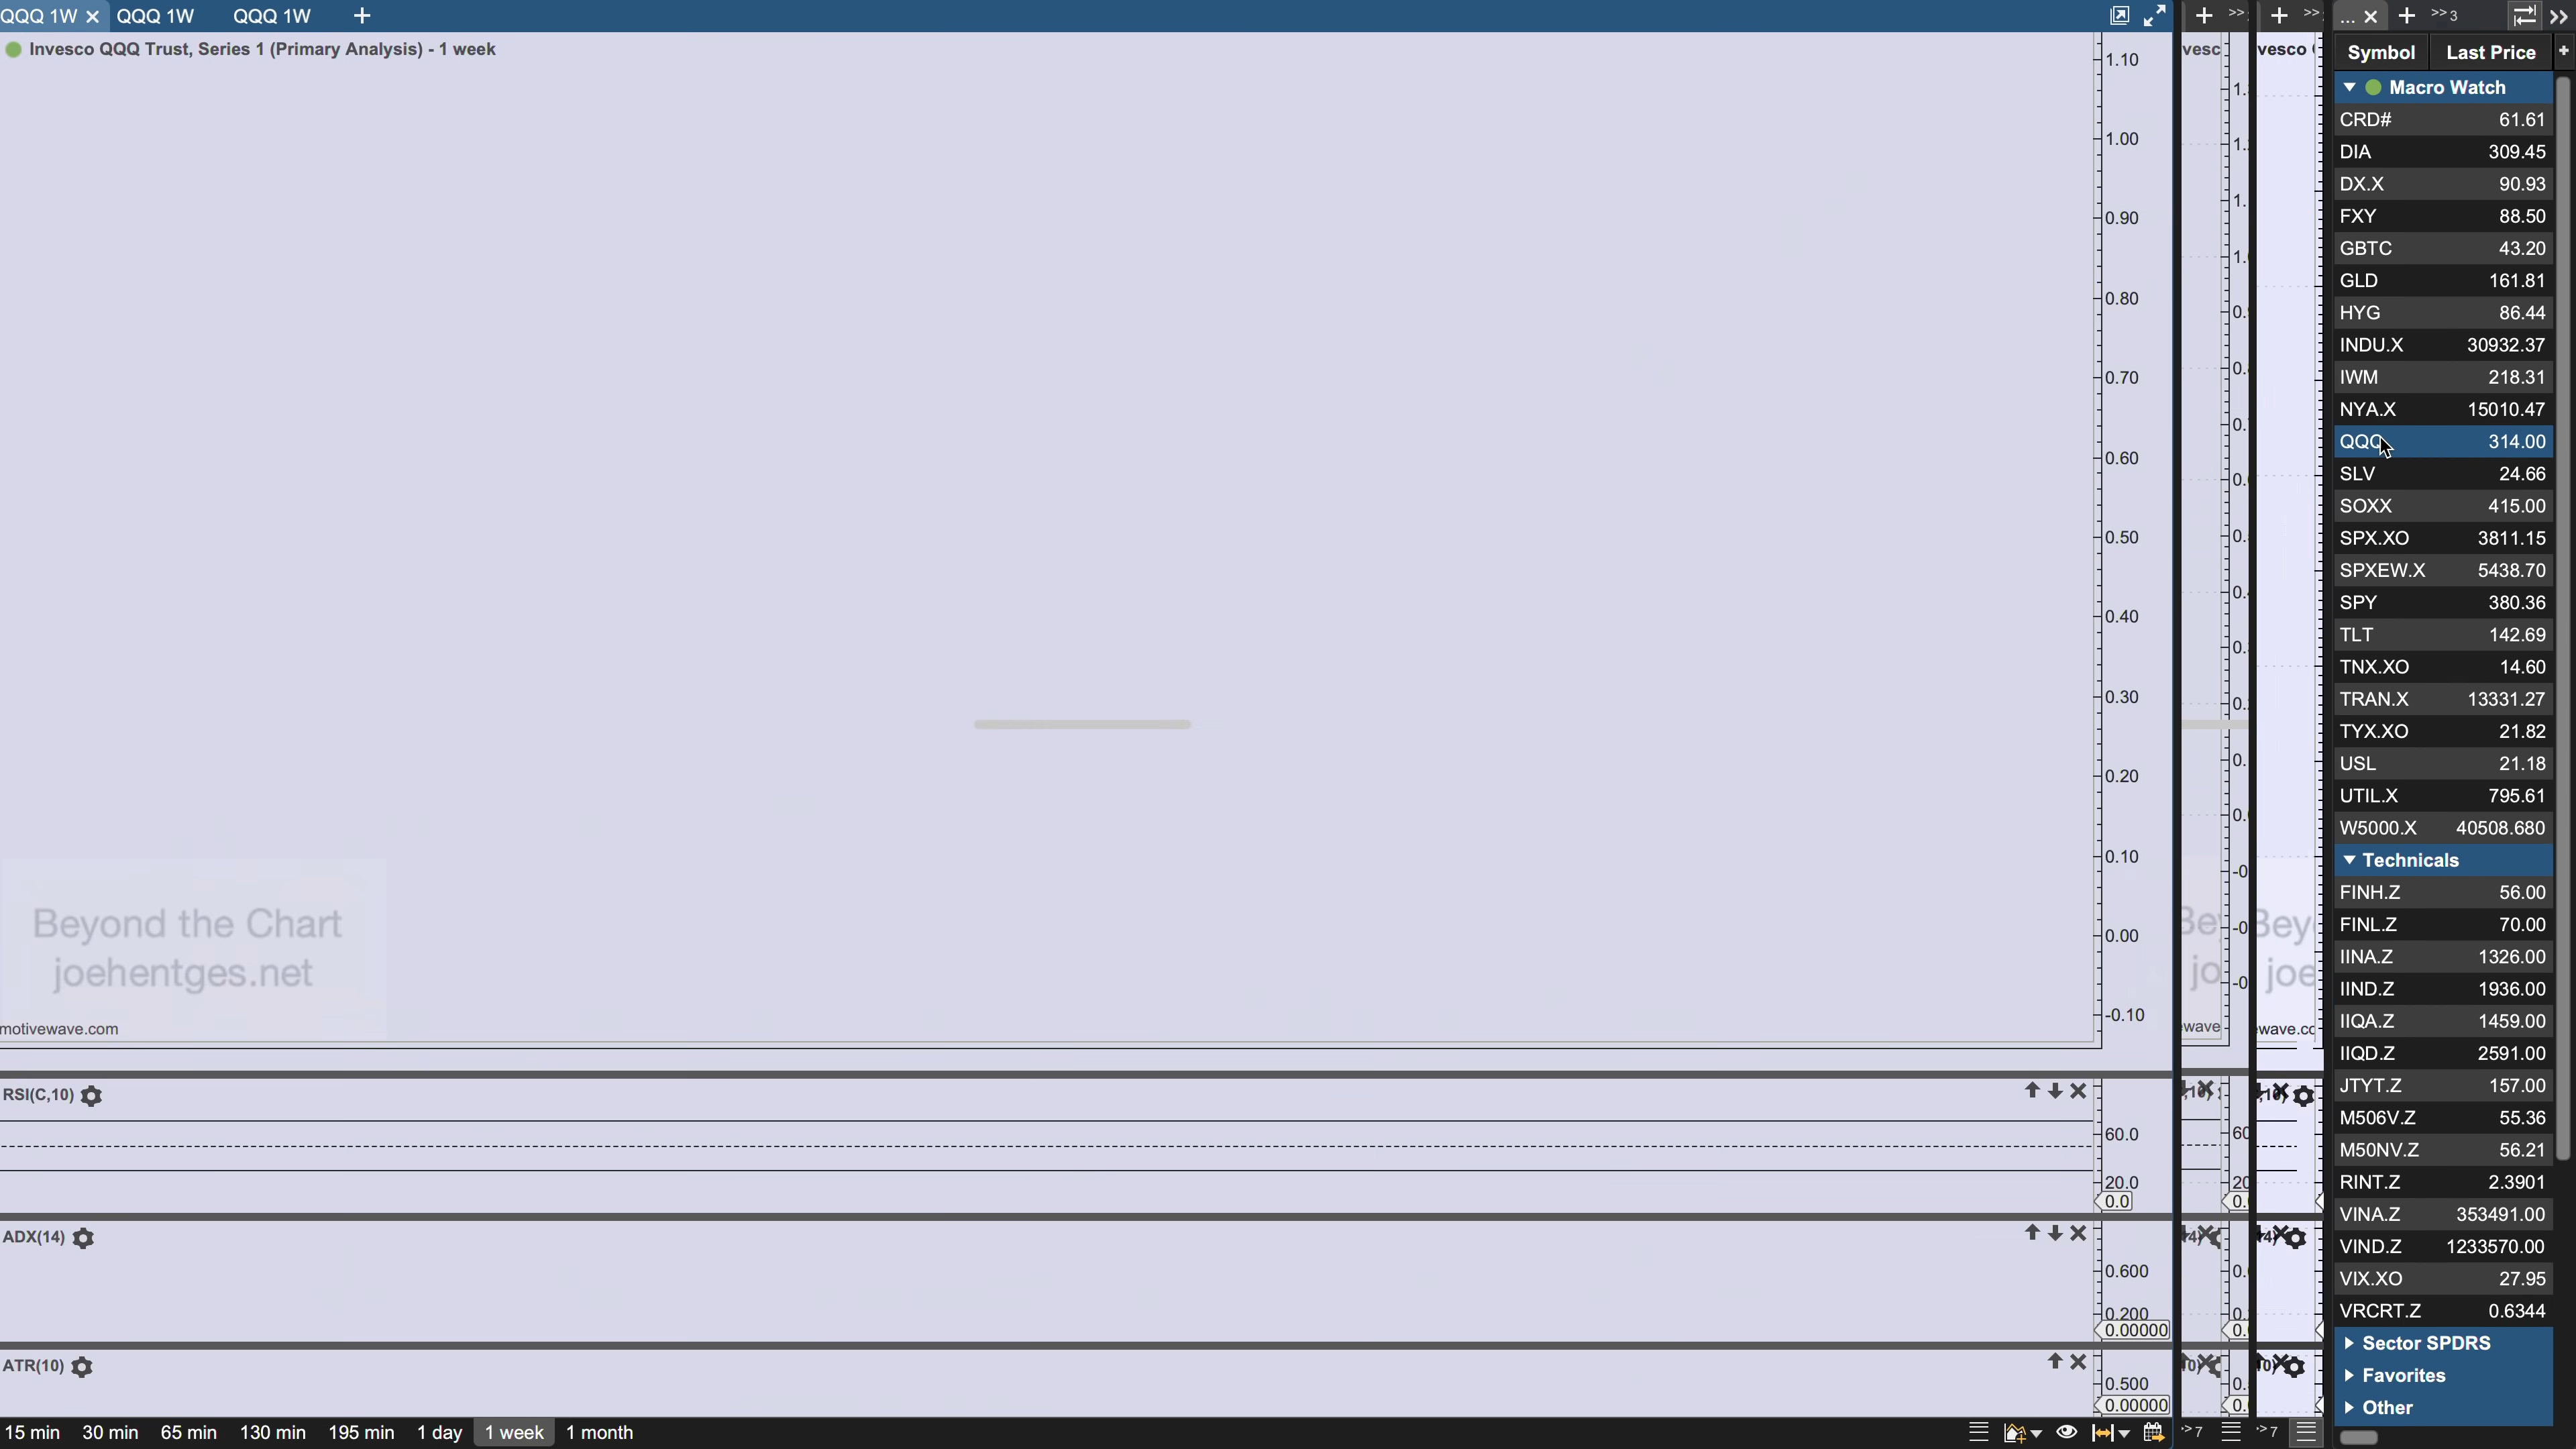 QQQ 1W QQQ 1W QQQ 1W
Invesco QQQ Trust, Series 1 (Primary Analysis) - 1 week
1.10
1.00
0.90
0.80
0.70
0.60
0.50
0.40
0.30
0.20
0.10
0.00
-0.10
Beyond the Chart
joehentges.net
motivewave.com
RSI(C,10)
60.0
20.0
0.0
ADX(14)
0.600
0.200
0.00000
ATR(10)
0.500
0.00000
15 min 30 min 65 min 130 min 195 min 1 day 1 week 1 month
... >>3
Symbol Last Price
Macro Watch
CRD# 61.61
DIA 309.45
DX.X 90.93
FXY 88.50
GBTC 43.20
GLD 161.81
HYG 86.44
INDU.X 30932.37
IWM 218.31
NYA.X 15010.47
QQQ 314.00
SLV 24.66
SOXX 415.00
SPX.XO 3811.15
SPXEW.X 5438.70
SPY 380.36
TLT 142.69
TNX.XO 14.60
TRAN.X 13331.27
TYX.XO 21.82
USL 21.18
UTIL.X 795.61
W5000.X 40508.680
Technicals
FINH.Z 56.00
FINL.Z 70.00
IINA.Z 1326.00
IIND.Z 1936.00
IIQA.Z 1459.00
IIQD.Z 2591.00
JTYT.Z 157.00
M506V.Z 55.36
M50NV.Z 56.21
RINT.Z 2.3901
VINA.Z 353491.00
VIND.Z 1233570.00
VIX.XO 27.95
VRCRT.Z 0.6344
Sector SPDRS
Favorites
Other